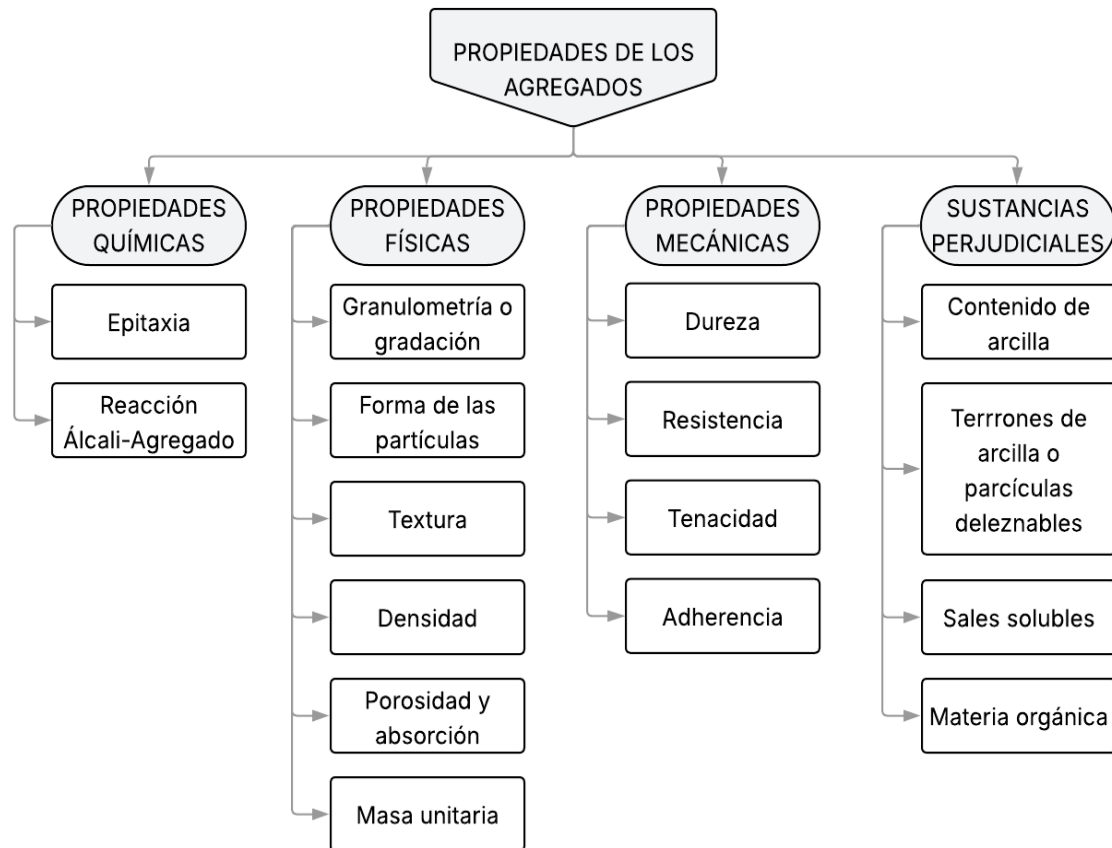 PROPIEDADES DE LOS
AGREGADOS
PROPIEDADES
QUÍMICAS
Epitaxia
Reacción
Álcali-Agregado
PROPIEDADES
FÍSICAS
Granulometría o
gradación
Forma de las
partículas
Textura
Densidad
Porosidad y
absorción
Masa unitaria
PROPIEDADES
MECÁNICAS
Dureza
Resistencia
Tenacidad
Adherencia
SUSTANCIAS
PERJUDICIALES
Contenido de
arcilla
Terrrones de
arcilla o
parcículas
deleznables
Sales solubles
Materia orgánica